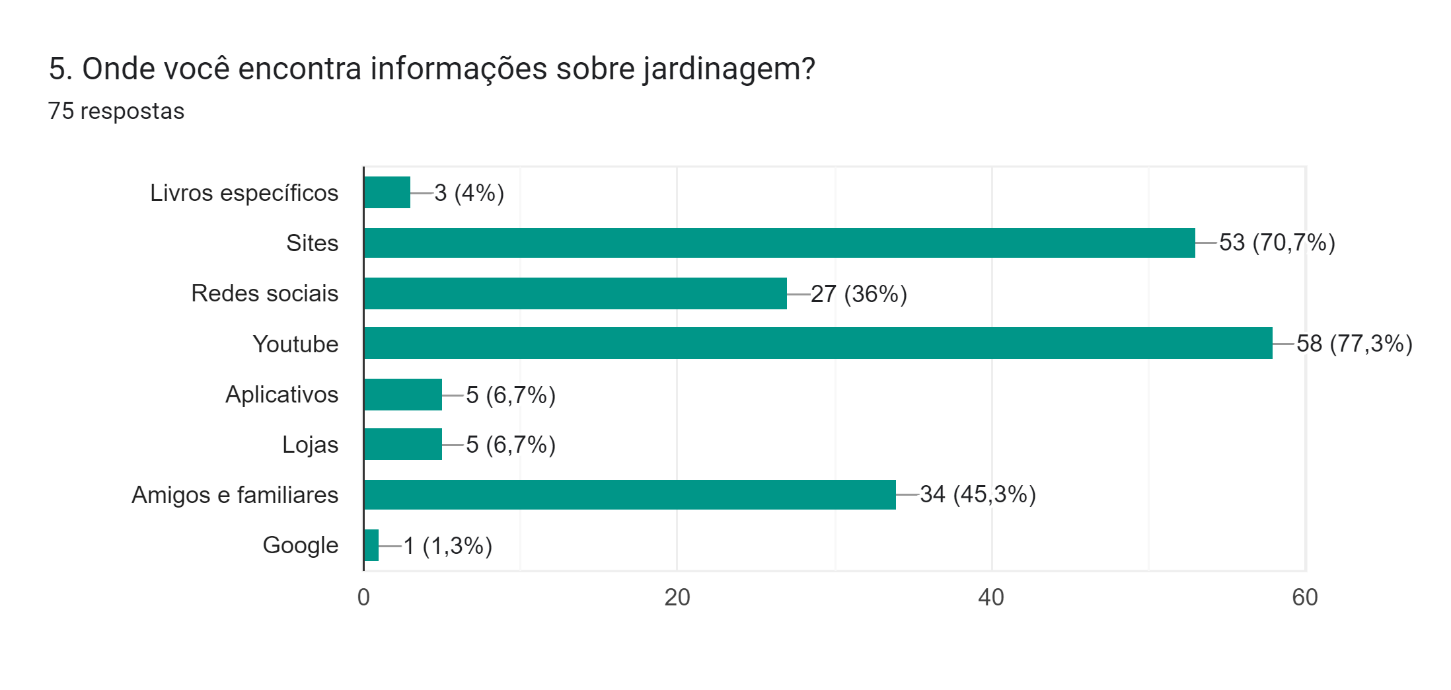 5. Onde você encontra informações sobre jardinagem?
75 respostas
Livros específicos 3 (4%)
Sites 53 (70,7%)
Redes sociais 27 (36%)
Youtube 58 (77,3%)
Aplicativos 5 (6,7%)
Lojas 5 (6,7%)
Amigos e familiares 34 (45,3%)
Google 1 (1,3%)
0 20 40 60